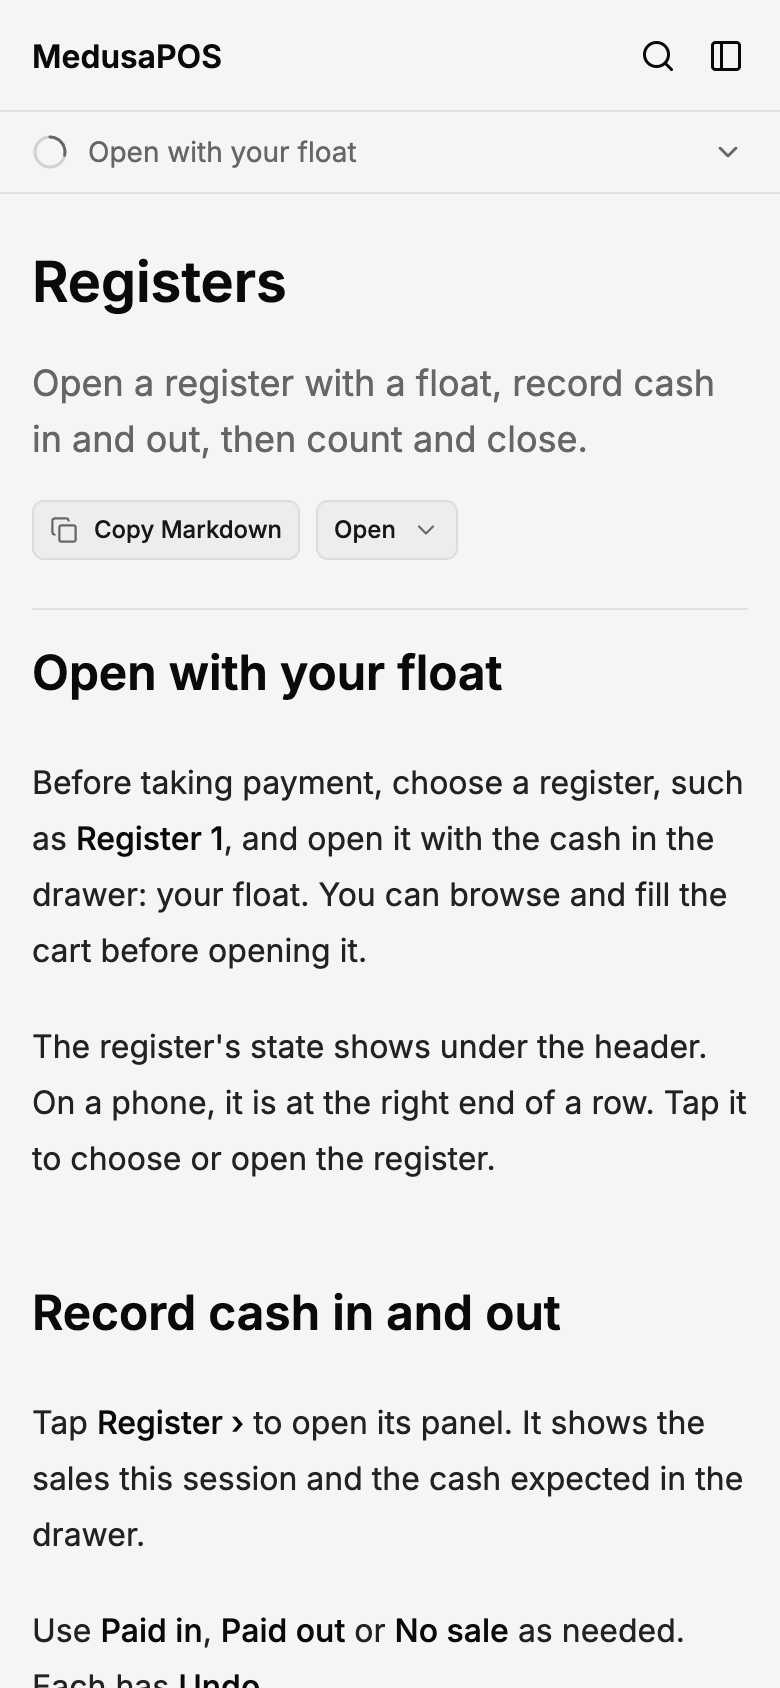 MedusaPOS
Open with your float
Registers
Open a register with a float, record cash
in and out, then count and close.
Copy Markdown
Open
Open with your float
Before taking payment, choose a register, such
as Register 1, and open it with the cash in the
drawer: your float. You can browse and fill the
cart before opening it.
The register's state shows under the header.
On a phone, it is at the right end of a row. Tap it
to choose or open the register.
Record cash in and out
Tap Register › to open its panel. It shows the
sales this session and the cash expected in the
drawer.
Use Paid in, Paid out or No sale as needed.
Each has Undo